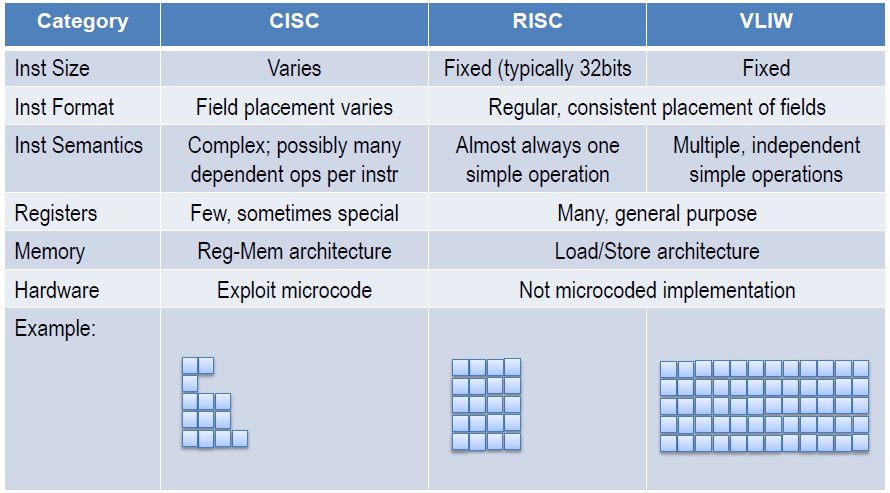 Category CISC RISC VLIW
Inst Size Varies Fixed (typically 32bits Fixed
Inst Format Field placement varies Regular, consistent placement of fields
Inst Semantics Complex; possibly many Almost always one Multiple, independent
dependent ops per instr simple operation simple operations
Registers Few, sometimes special Many, general purpose
Memory Reg-Mem architecture Load/Store architecture
Hardware Exploit microcode Not microcoded implementation
Example: